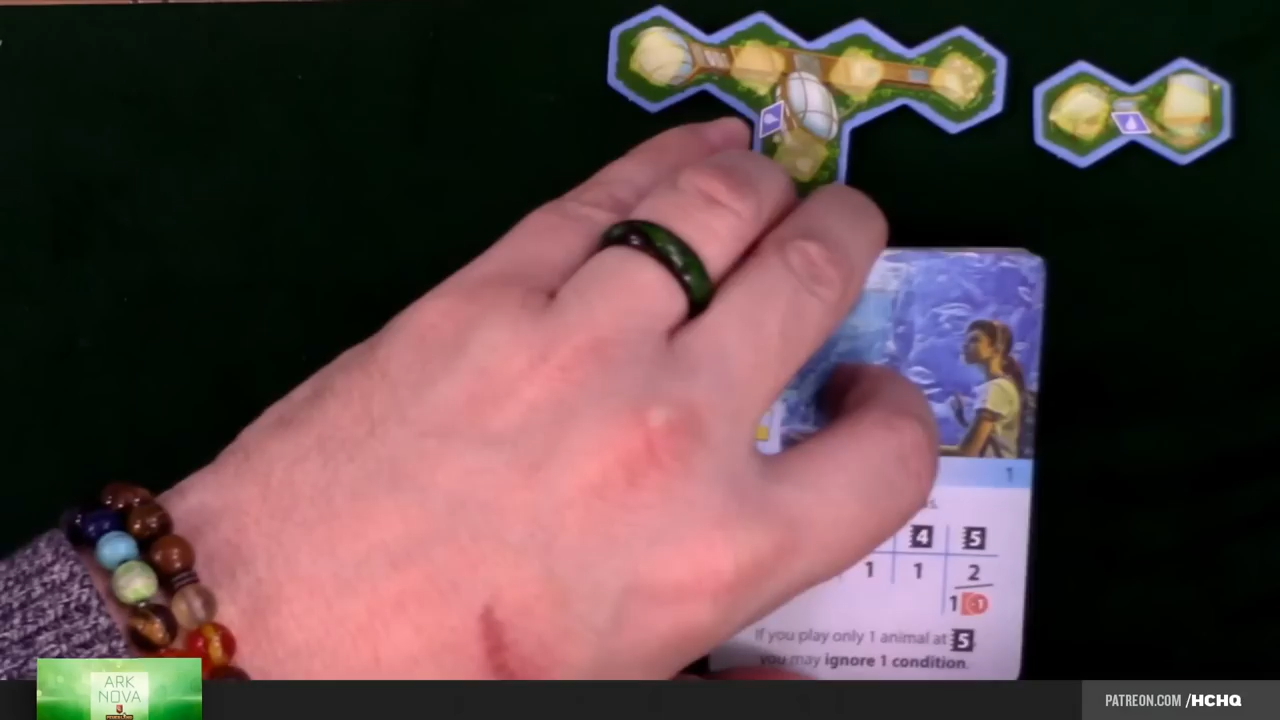 1
s.
4 5
1 1 2
1 -1
If you play only 1 animal at 5
you may ignore 1 condition.
ARK
NOVA
PATREON.COM /HCHQ